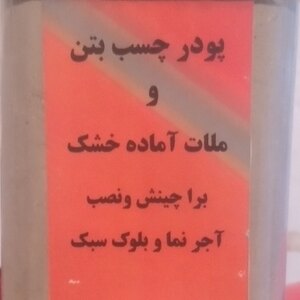 پودر چسب بتن
و
ملات آماده خشک
برا چینش ونصب
آجر نما و بلوک سبک